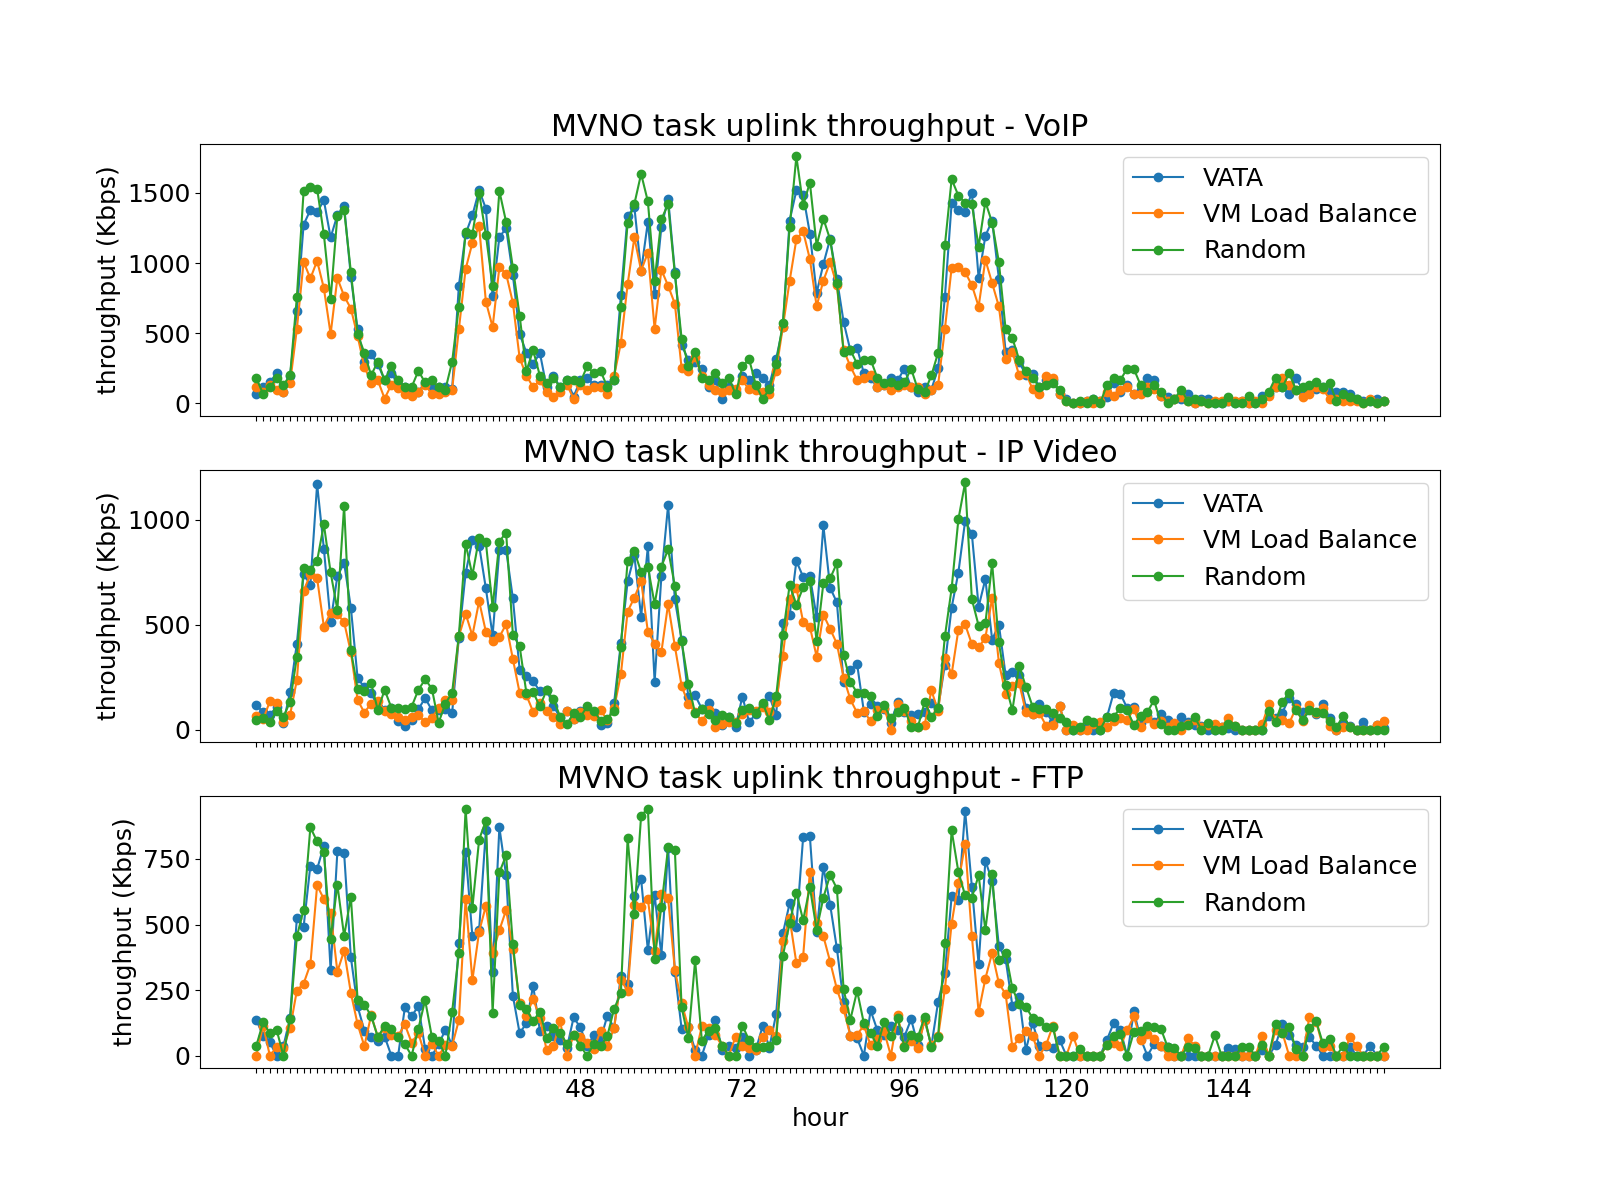 MVNO task uplink throughput - VoIP
throughput (Kbps)
1500
1000
500
0
VATA
VM Load Balance
Random
MVNO task uplink throughput - IP Video
throughput (Kbps)
1000
500
0
VATA
VM Load Balance
Random
MVNO task uplink throughput - FTP
throughput (Kbps)
750
500
250
0
VATA
VM Load Balance
Random
24 48 72 96 120 144
hour